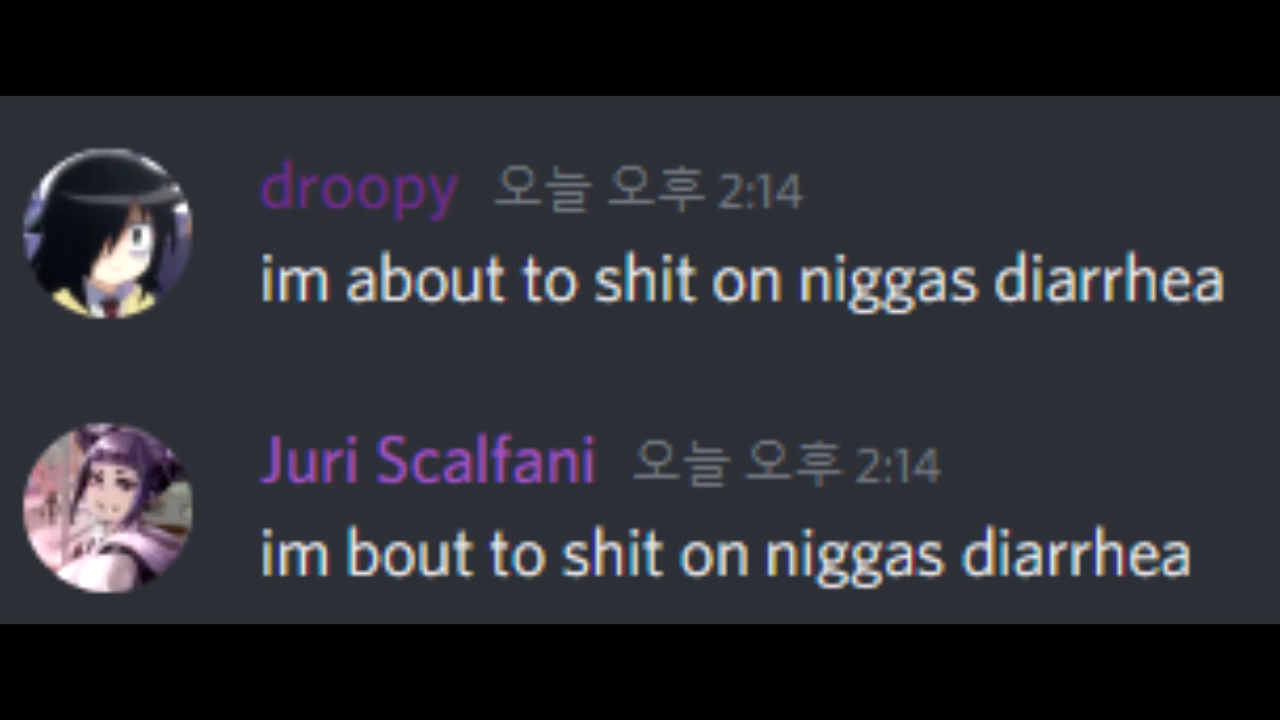 droopy 오늘 오후 2:14
im about to shit on niggas diarrhea
Juri Scalfani 오늘 오후 2:14
im bout to shit on niggas diarrhea